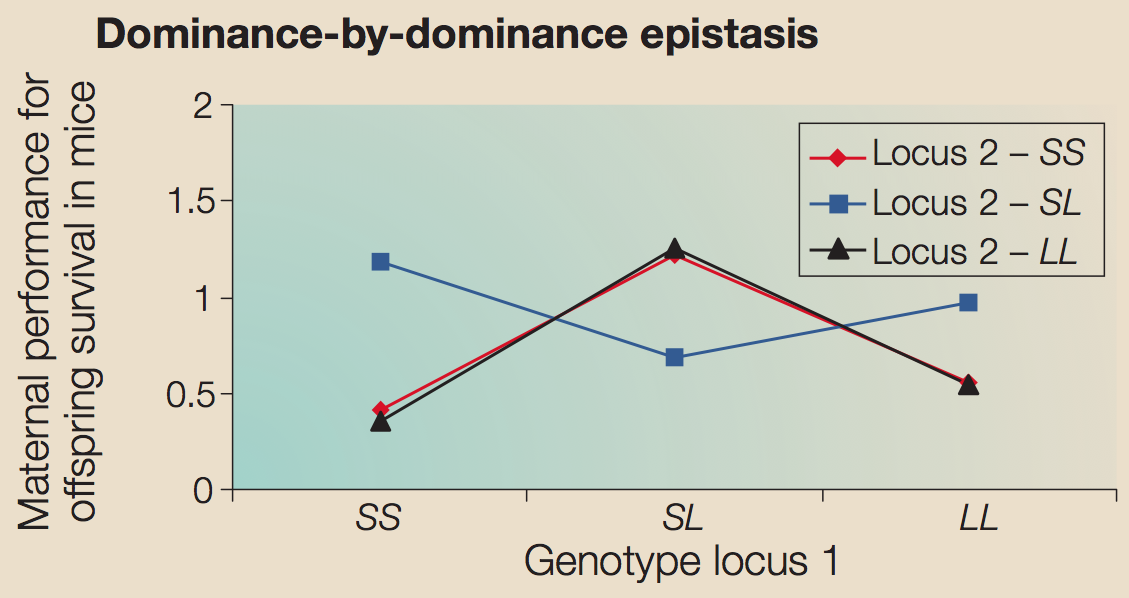 Dominance-by-dominance epistasis
Maternal performance for
offspring survival in mice
2
1.5
1
0.5
0
Locus 2 – SS
Locus 2 – SL
Locus 2 – LL
SS SL LL
Genotype locus 1